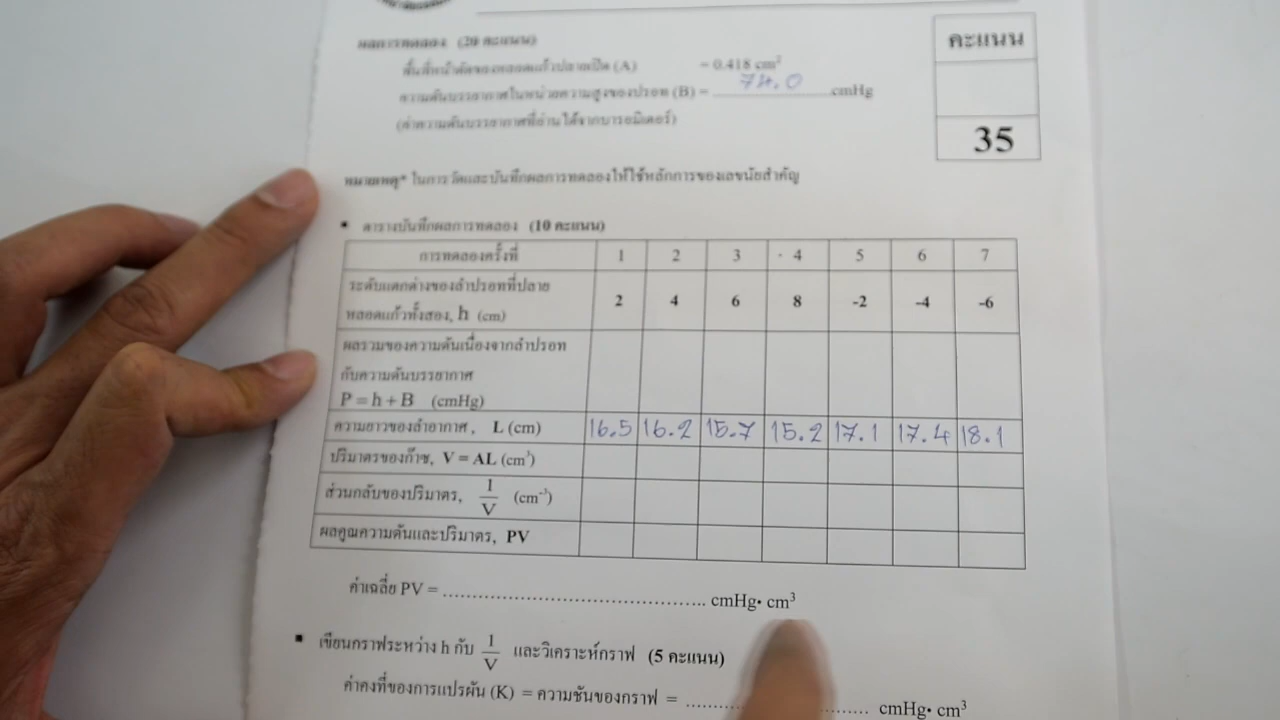 ผลการทดลอง (20 คะแนน)
คะแนน
พื้นที่หน้าตัดของหลอดแก้วปลายเปิด (A) = 0.418 cm²
ความดันบรรยากาศในหน่วยความสูงของปรอท (B) = 74.0 cmHg
(ค่าความดันบรรยากาศที่อ่านได้จากบารอมิเตอร์)
35
หมายเหตุ* ในการวัดและบันทึกผลการทดลองให้ใช้หลักการของเลขนัยสำคัญ
▪ ตารางบันทึกผลการทดลอง (10 คะแนน)
การทดลองครั้งที่ 1 2 3 4 5 6 7
ระดับแตกต่างของลำปรอทที่ปลาย
หลอดแก้วทั้งสอง, h (cm) 2 4 6 8 -2 -4 -6
ผลรวมของความดันเนื่องจากลำปรอท
กับความดันบรรยากาศ
P = h + B (cmHg)
ความยาวของลำอากาศ, L (cm) 16.5 16.2 15.7 15.2 17.1 17.4 18.1
ปริมาตรของก๊าซ, V = AL (cm³)
ส่วนกลับของปริมาตร, 1/V (cm⁻³)
ผลคูณความดันและปริมาตร, PV
ค่าเฉลี่ย PV = ............................................. cmHg• cm³
▪ เขียนกราฟระหว่าง h กับ 1/V และวิเคราะห์กราฟ (5 คะแนน)
ค่าคงที่ของการแปรผัน (K) = ความชันของกราฟ = ............ cmHg• cm³